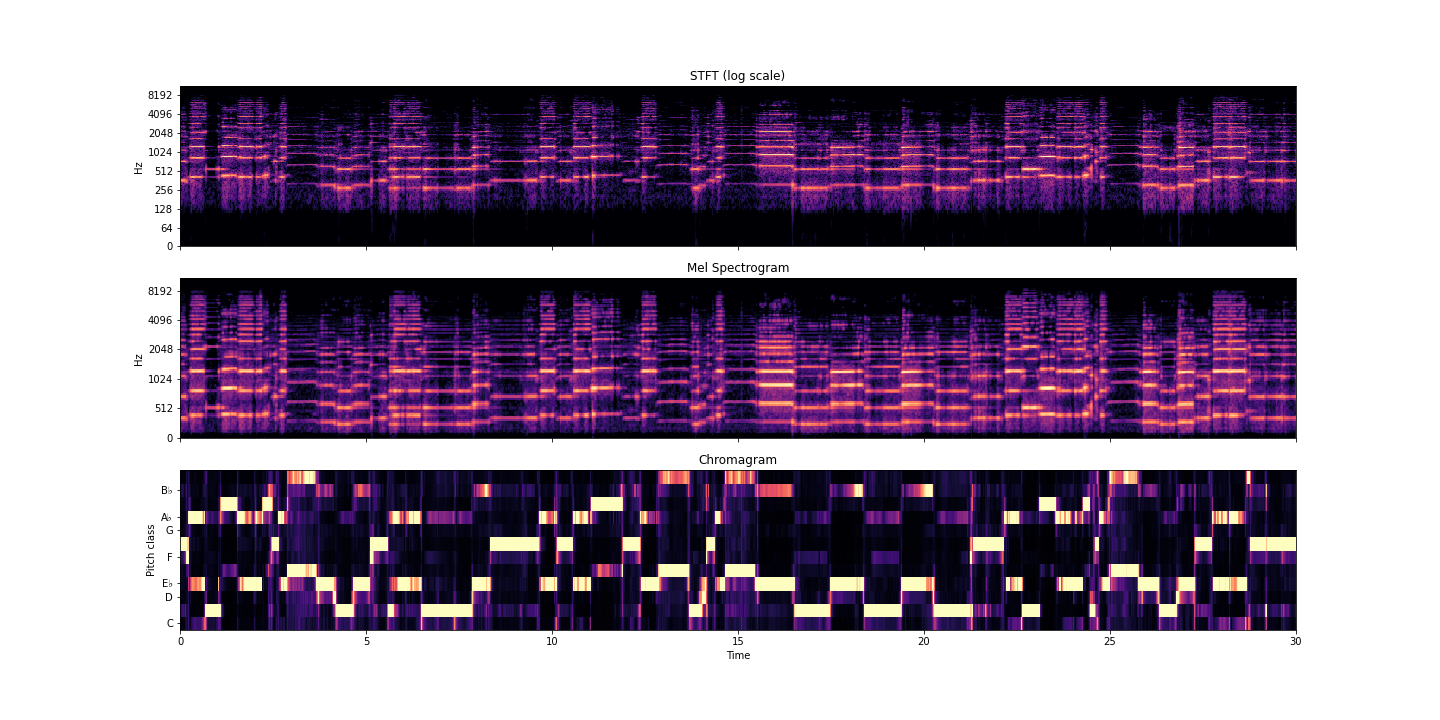 STFT (log scale)
8192
4096
2048
1024
512
256
128
64
0
Hz
Mel Spectrogram
8192
4096
2048
1024
512
0
Hz
Chromagram
B♭
A♭
G
F
E♭
D
C
Pitch class
0 5 10 15 20 25 30
Time